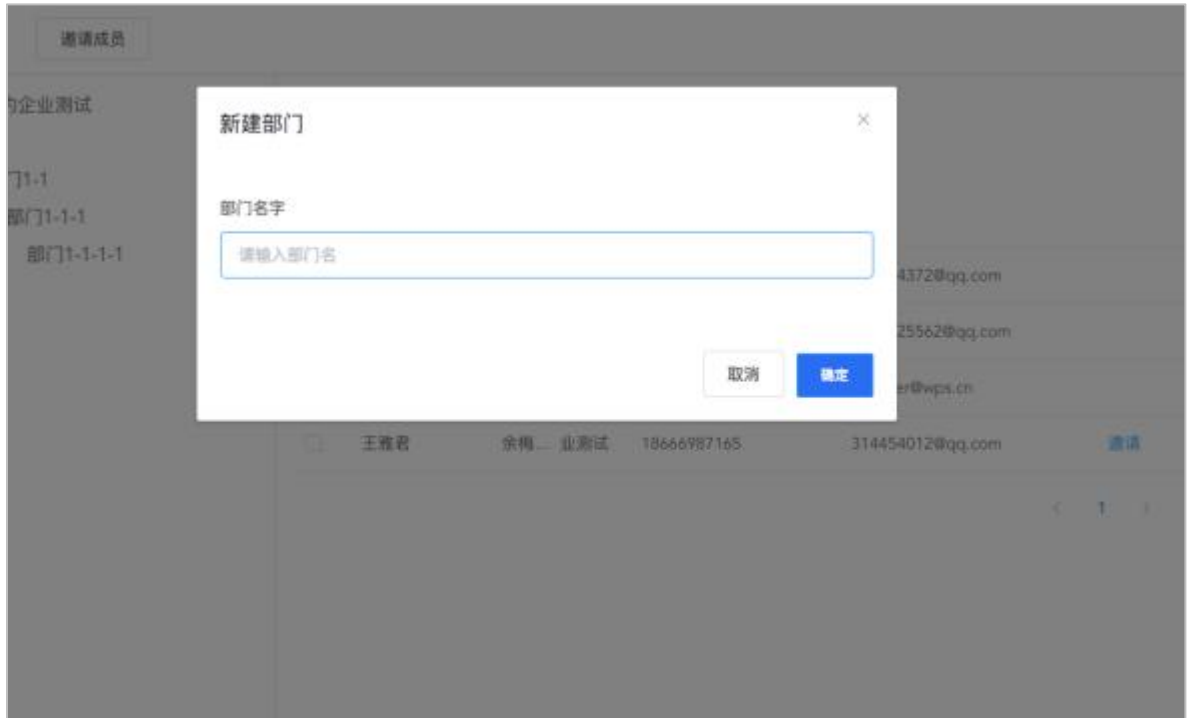 邀请成员
企业测试
新建部门
门1-1
部门名字
部门1-1-1
请输入部门名
部门1-1-1-1
4372@qq.com
25562@qq.com
取消
确定
er@wps.cn
王雅君 余梅... 业测试 18666987165 314454012@qq.com 邀请
1